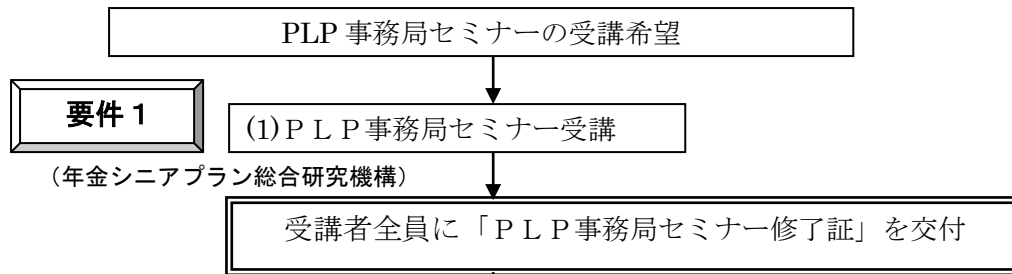 PLP 事務局セミナーの受講希望
要件１
(1)ＰＬＰ事務局セミナー受講
（年金シニアプラン総合研究機構）
受講者全員に「ＰＬＰ事務局セミナー修了証」を交付